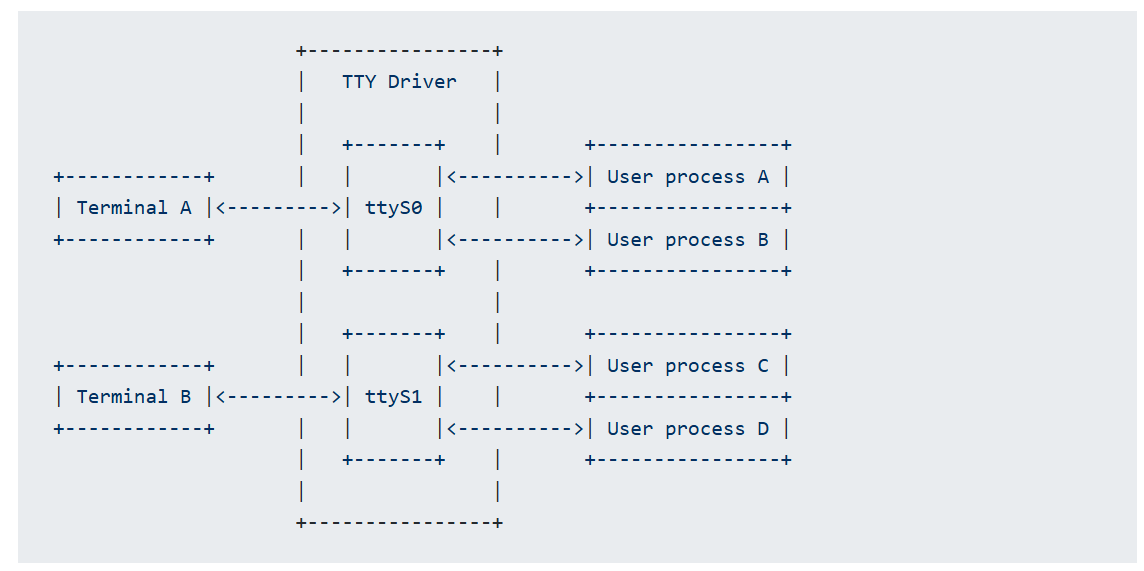 +----------------+
                     |   TTY Driver   |
                     |                |
                     |   +-------+    |       +----------------+
+------------+       |   |       |<---------->| User process A |
| Terminal A |<--------->| ttyS0 |    |       +----------------+
+------------+       |   |       |<---------->| User process B |
                     |   +-------+    |       +----------------+
                     |                |
                     |   +-------+    |       +----------------+
+------------+       |   |       |<---------->| User process C |
| Terminal B |<--------->| ttyS1 |    |       +----------------+
+------------+       |   |       |<---------->| User process D |
                     |   +-------+    |       +----------------+
                     |                |
                     +----------------+